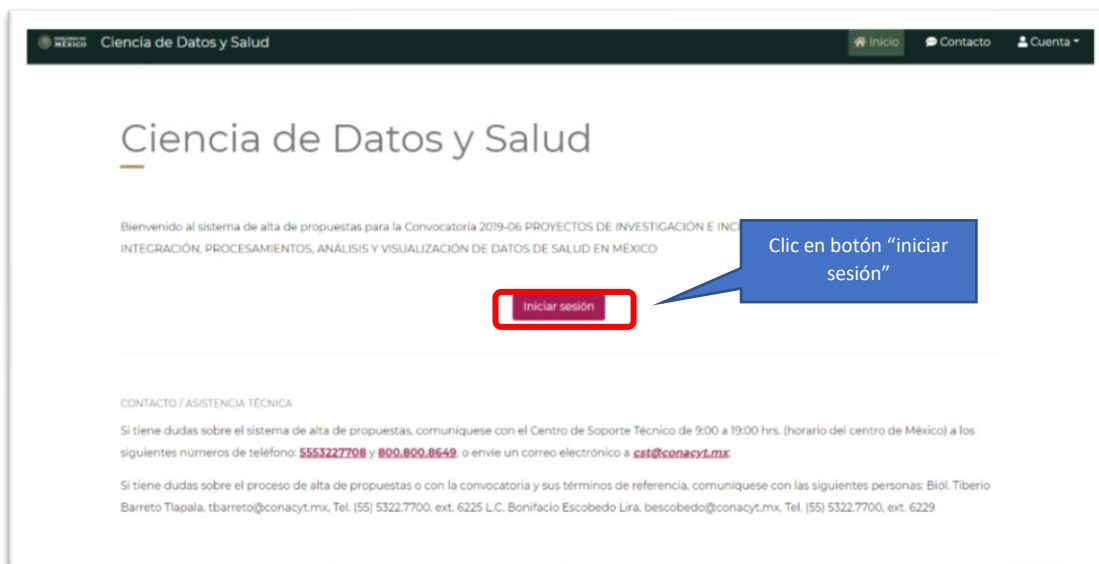 GOBIERNO DE MÉXICO Ciencia de Datos y Salud Inicio Contacto Cuenta
Ciencia de Datos y Salud
Bienvenido al sistema de alta de propuestas para la Convocatoria 2019-06 PROYECTOS DE INVESTIGACIÓN E
INTEGRACIÓN, PROCESAMIENTOS, ANÁLISIS Y VISUALIZACIÓN DE DATOS DE SALUD EN MÉXICO
Clic en botón “iniciar
sesión”
Iniciar sesión
CONTACTO / ASISTENCIA TÉCNICA
Si tiene dudas sobre el sistema de alta de propuestas, comuníquese con el Centro de Soporte Técnico de 9:00 a 19:00 hrs. (horario del centro de México) a los
siguientes números de teléfono: 5553227708 y 800.800.8649, o envíe un correo electrónico a cst@conacyt.mx.
Si tiene dudas sobre el proceso de alta de propuestas o con la convocatoria y sus términos de referencia, comuníquese con las siguientes personas: Biól. Tiberio
Barreto Tlapala, tbarreto@conacyt.mx, Tel. (55) 5322.7700, ext. 6225 L.C. Bonifacio Escobedo Lira, bescobedo@conacyt.mx, Tel. (55) 5322.7700, ext. 6229